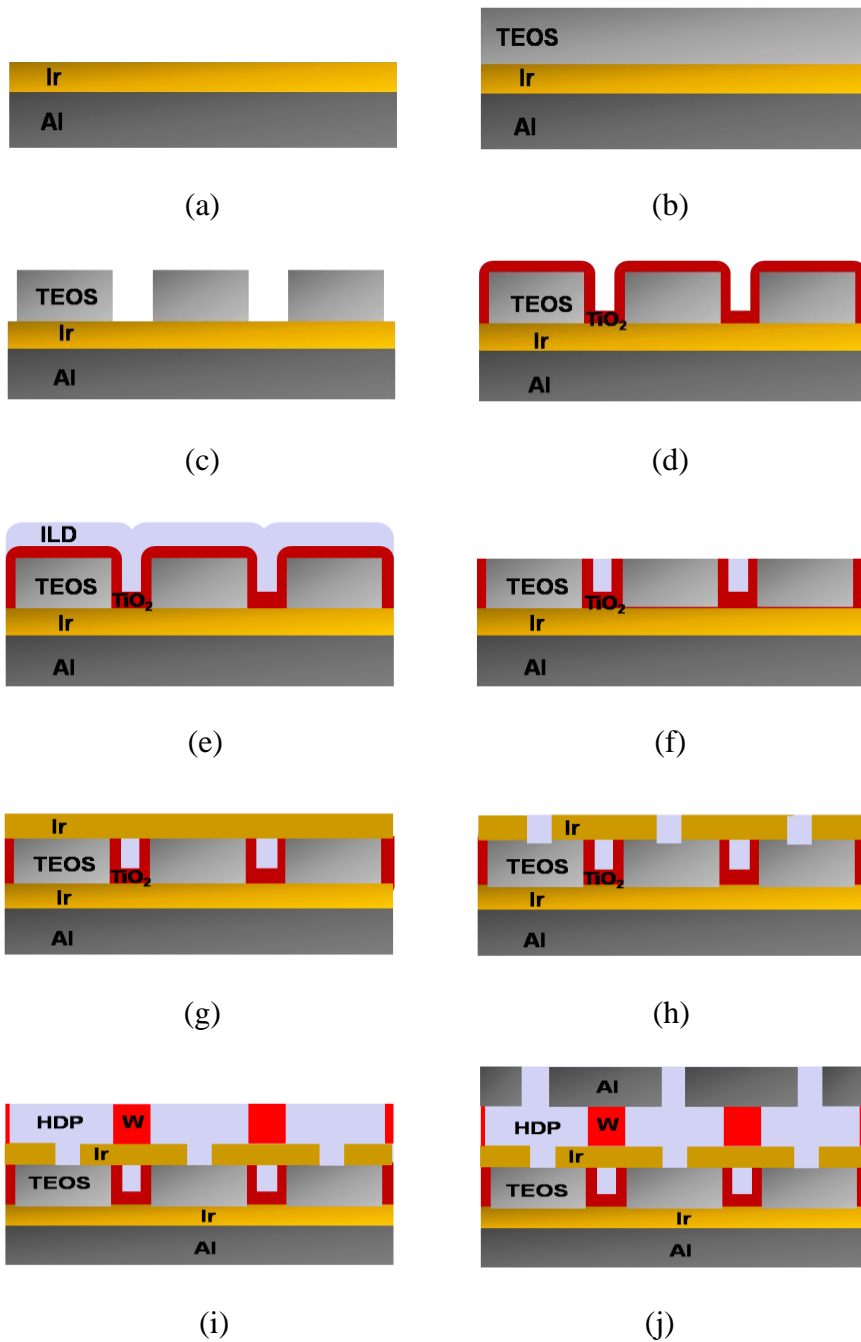 Ir
Al
(a)
TEOS
Ir
Al
(b)
TEOS
Ir
Al
(c)
TEOS
TiO₂
Ir
Al
(d)
ILD
TEOS
TiO₂
Ir
Al
(e)
TEOS
TiO₂
Ir
Al
(f)
Ir
TEOS
TiO₂
Ir
Al
(g)
Ir
TEOS
TiO₂
Ir
Al
(h)
HDP W
Ir
TEOS
Ir
Al
(i)
Al
HDP W
Ir
TEOS
Ir
Al
(j)